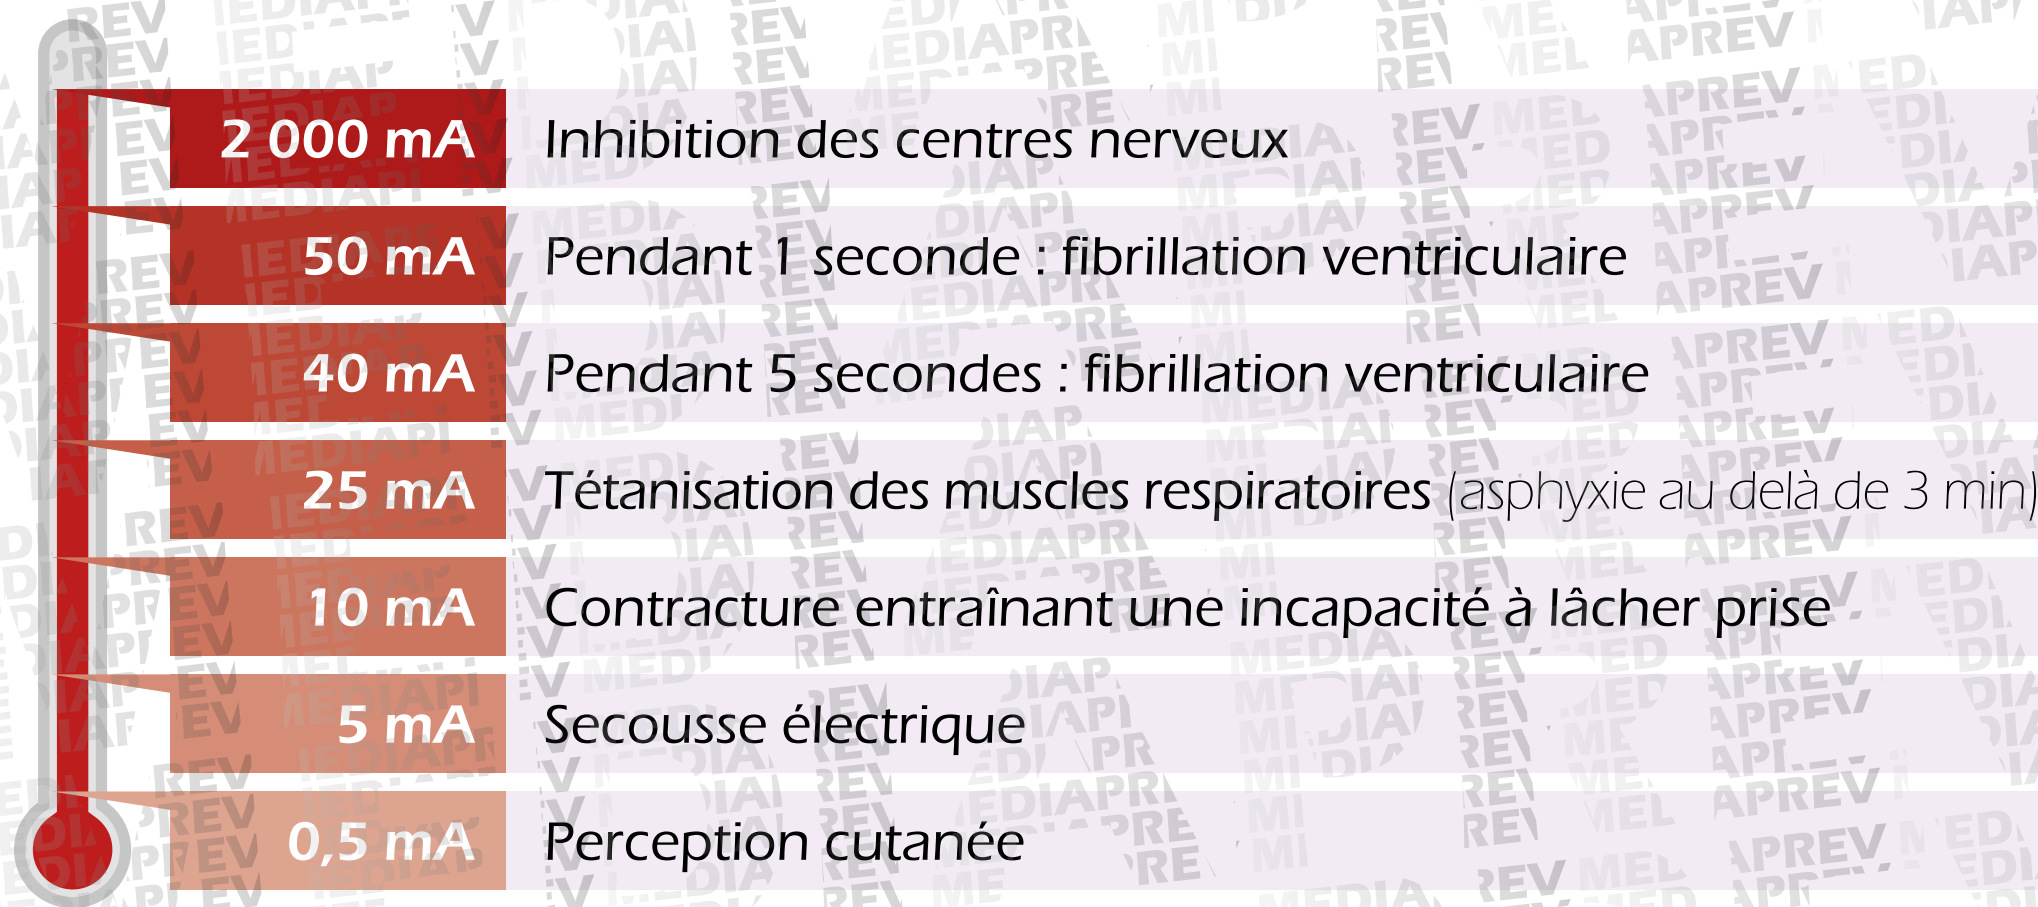 2 000 mA Inhibition des centres nerveux
50 mA Pendant 1 seconde : fibrillation ventriculaire
40 mA Pendant 5 secondes : fibrillation ventriculaire
25 mA Tétanisation des muscles respiratoires (asphyxie au delà de 3 min)
10 mA Contracture entraînant une incapacité à lâcher prise
5 mA Secousse électrique
0,5 mA Perception cutanée